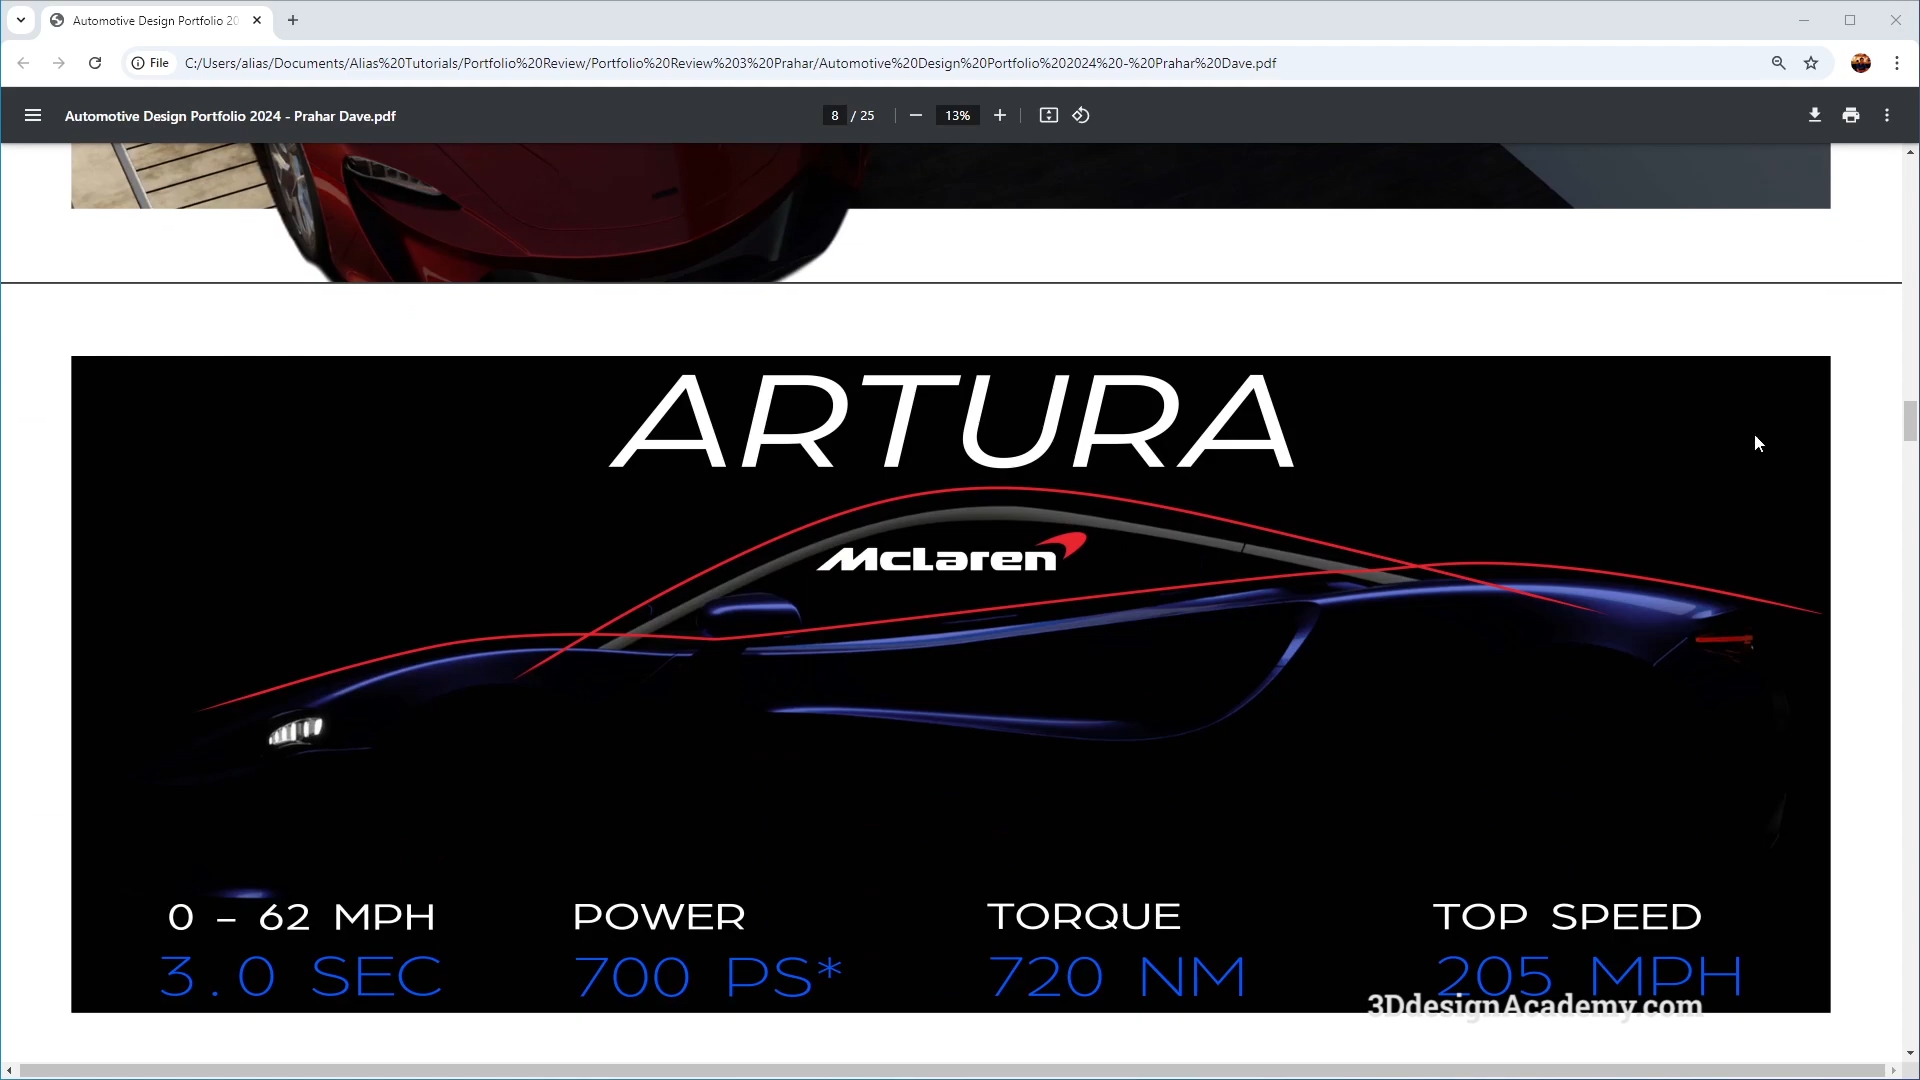 Automotive Design Portfolio 20
File
C:/Users/alias/Documents/Alias%20Tutorials/Portfolio%20Review/Portfolio%20Review%203%20Prahar/Automotive%20Design%20Portfolio%202024%20-%20Prahar%20Dave.pdf
Automotive Design Portfolio 2024 - Prahar Dave.pdf
8 / 25
13%
ARTURA
McLaren
0 – 62 MPH POWER TORQUE TOP SPEED
3.0 SEC 700 PS* 720 NM 205 MPH
3DdesignAcademy.com